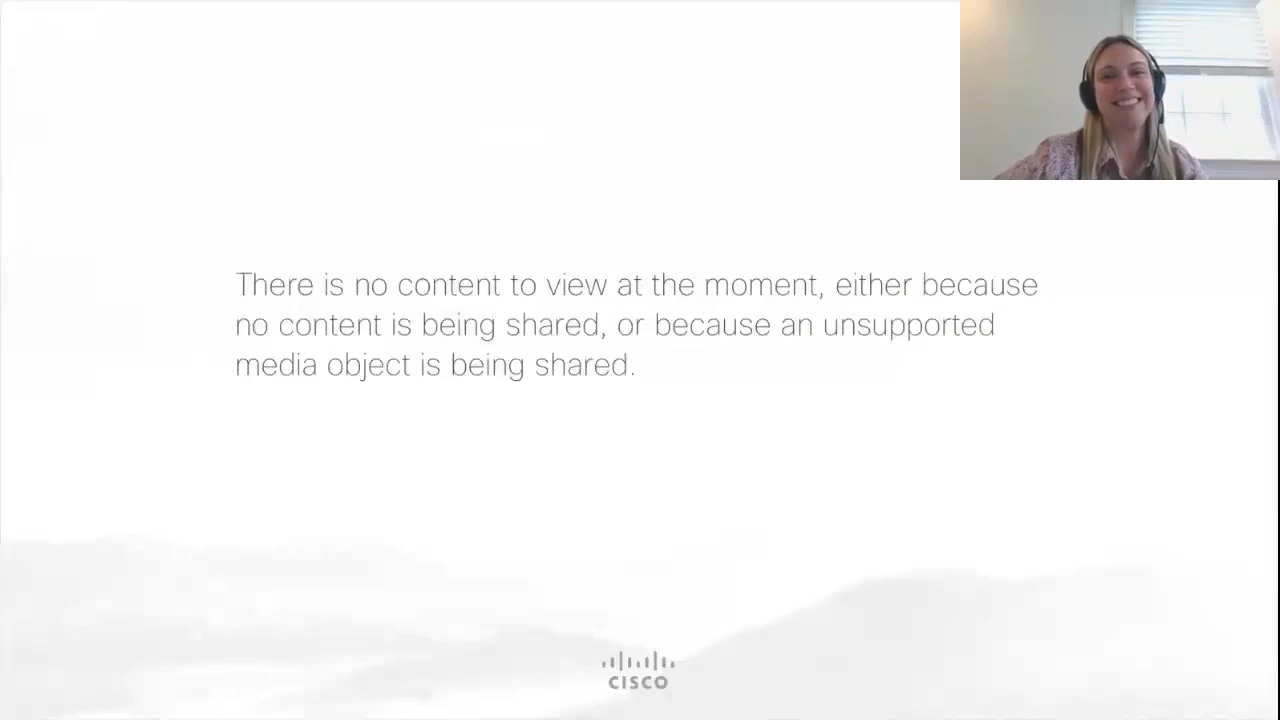 There is no content to view at the moment, either because
no content is being shared, or because an unsupported
media object is being shared.
CISCO